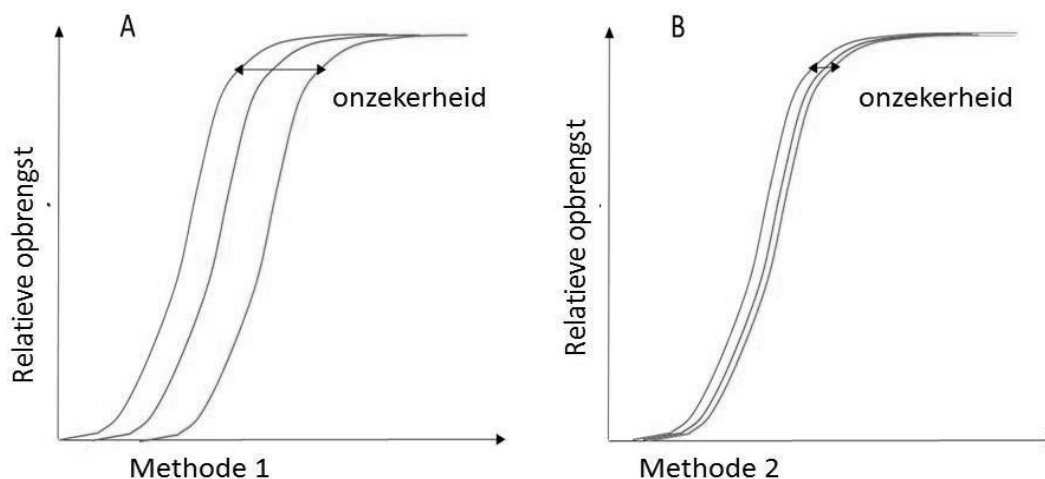 A
onzekerheid
Relatieve opbrengst
Methode 1
B
onzekerheid
Relatieve opbrengst
Methode 2